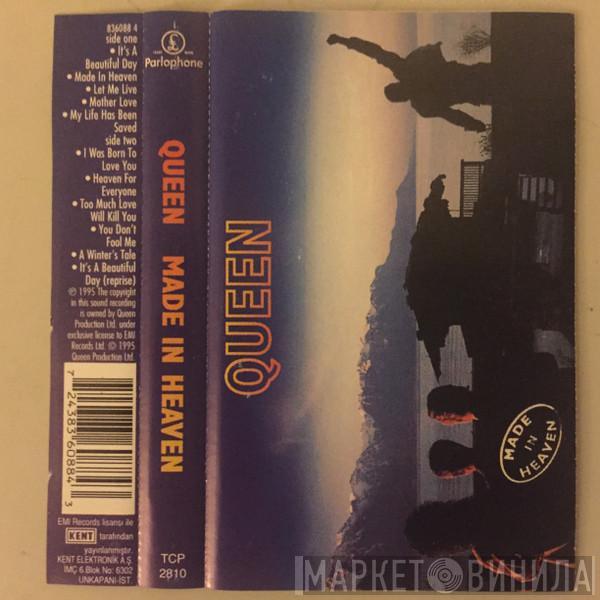 836088 4
side one
• It's A
Beautiful Day
• Made In Heaven
• Let Me Live
• Mother Love
• My Life Has Been
Saved
side two
• I Was Born To
Love You
• Heaven For
Everyone
• Too Much Love
Will Kill You
• You Don't
Fool Me
• A Winter's Tale
• It's A Beautiful
Day (reprise)
℗ 1995 The copyright
in this sound recording
is owned by Queen
Production Ltd. under
exclusive license to EMI
Records Ltd. © 1995
Queen Production Ltd.
7 24383 60884 3
EMI Records lisansı ile
KENT tarafından
yayınlanmıştır.
KENT ELEKTRONİK A.Ş.
İMÇ 6.Blok No: 6302
UNKAPANI-İST.
Parlophone
QUEEN MADE IN HEAVEN
TCP
2810
QUEEN
MADE
IN
HEAVEN
МАРКЕТ ВИНИЛА